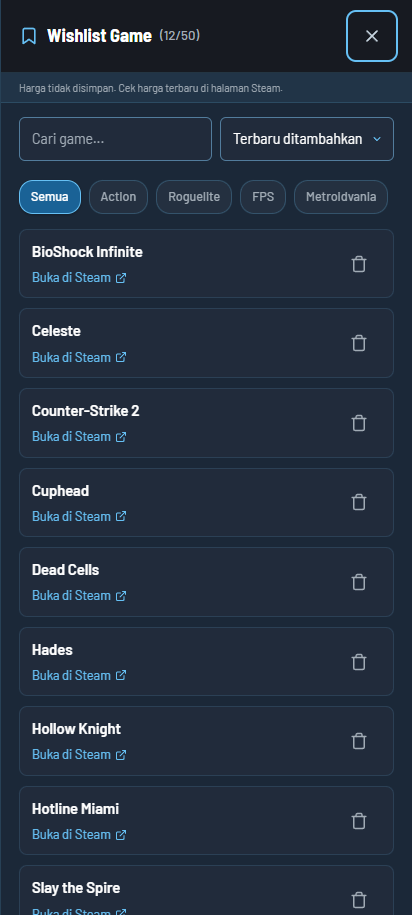 Wishlist Game (12/50)
Harga tidak disimpan. Cek harga terbaru di halaman Steam.
Cari game... Terbaru ditambahkan
Semua Action Roguelite FPS Metroidvania
BioShock Infinite
Buka di Steam
Celeste
Buka di Steam
Counter-Strike 2
Buka di Steam
Cuphead
Buka di Steam
Dead Cells
Buka di Steam
Hades
Buka di Steam
Hollow Knight
Buka di Steam
Hotline Miami
Buka di Steam
Slay the Spire
Buka di Steam